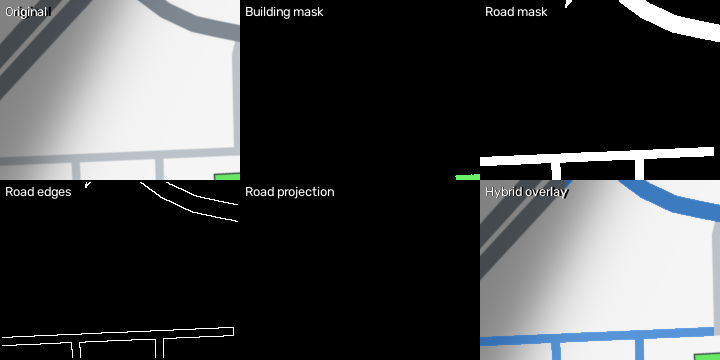 Original
Building mask
Road mask
Road edges
Road projection
Hybrid overlay